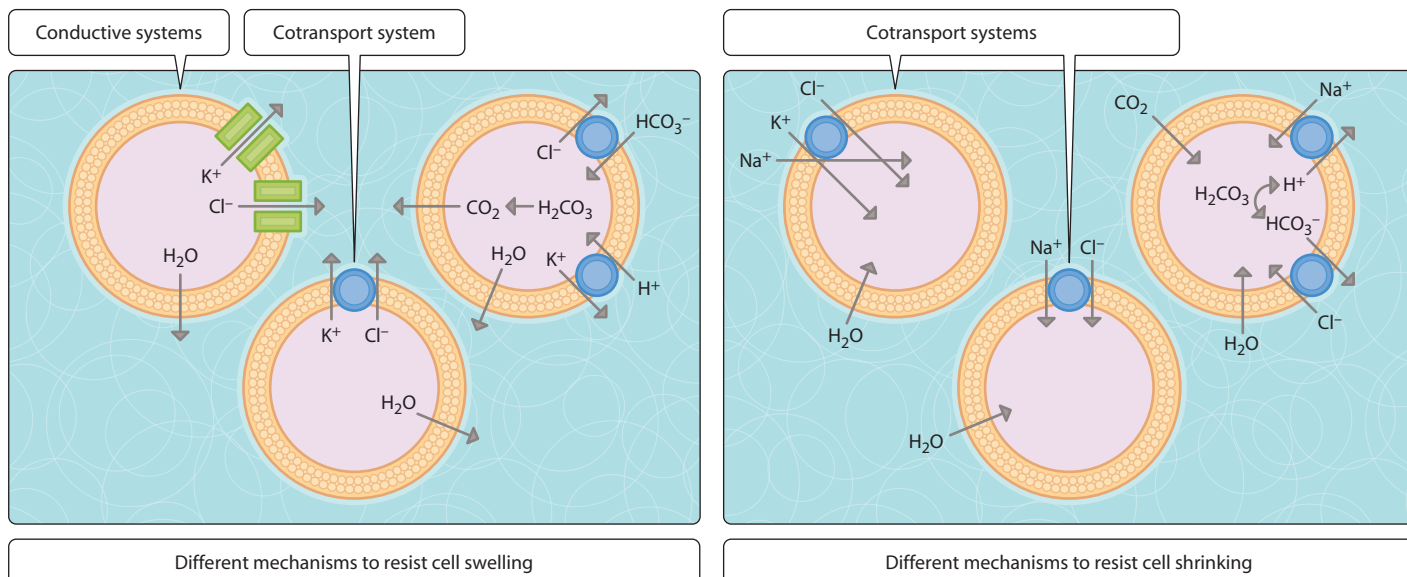 Conductive systems
Cotransport system
K⁺
Cl⁻
H₂O
K⁺
Cl⁻
H₂O
Cl⁻
HCO₃⁻
CO₂
H₂CO₃
H₂O
K⁺
H⁺
Different mechanisms to resist cell swelling
Cotransport systems
Cl⁻
K⁺
Na⁺
H₂O
Na⁺
Cl⁻
H₂O
CO₂
Na⁺
H₂CO₃
H⁺
HCO₃⁻
H₂O
Cl⁻
Different mechanisms to resist cell shrinking